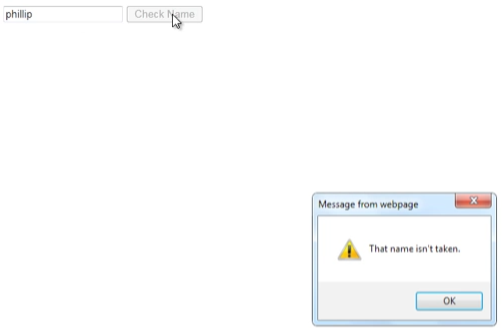 phillip Check Name
Message from webpage
That name isn't taken.
OK